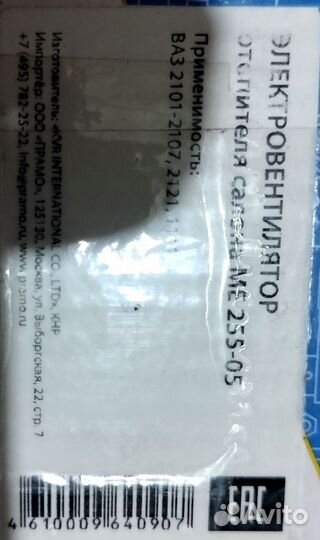 ЭЛЕКТРОВЕНТИЛЯТОР
отопителя салона МЕ 255-05
Применимость:
ВАЗ 2101-2107, 2121,
Изготовитель: «KVR INTERNATIONAL CO., LTD», КНР
Импортёр: ООО «ПРАМО», 125130, Москва, ул. Выборгская, 22, стр. 7
+7 (495) 782-25-22, info@pramo.ru, www.pramo.ru
EAC
4 610009 640907
Avito